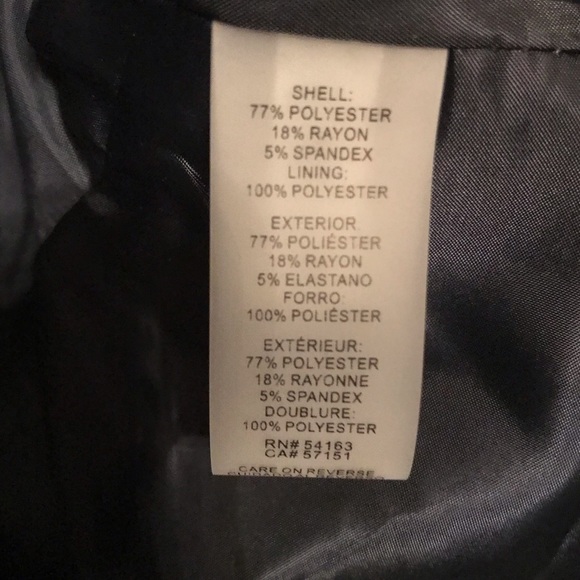 SHELL:
77% POLYESTER
18% RAYON
5% SPANDEX
LINING:
100% POLYESTER
EXTERIOR:
77% POLIÉSTER
18% RAYON
5% ELASTANO
FORRO:
100% POLIÉSTER
EXTÉRIEUR:
77% POLYESTER
18% RAYONNE
5% SPANDEX
DOUBLURE:
100% POLYESTER
RN# 54163
CA# 57151
CARE ON REVERSE